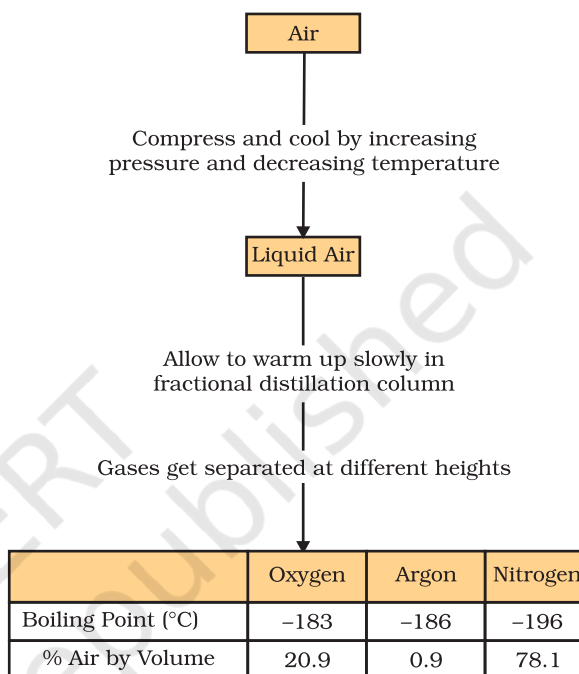 Air
Compress and cool by increasing
pressure and decreasing temperature
Liquid Air
Allow to warm up slowly in
fractional distillation column
Gases get separated at different heights
Oxygen Argon Nitrogen
Boiling Point (°C) –183 –186 –196
% Air by Volume 20.9 0.9 78.1
ERT
published